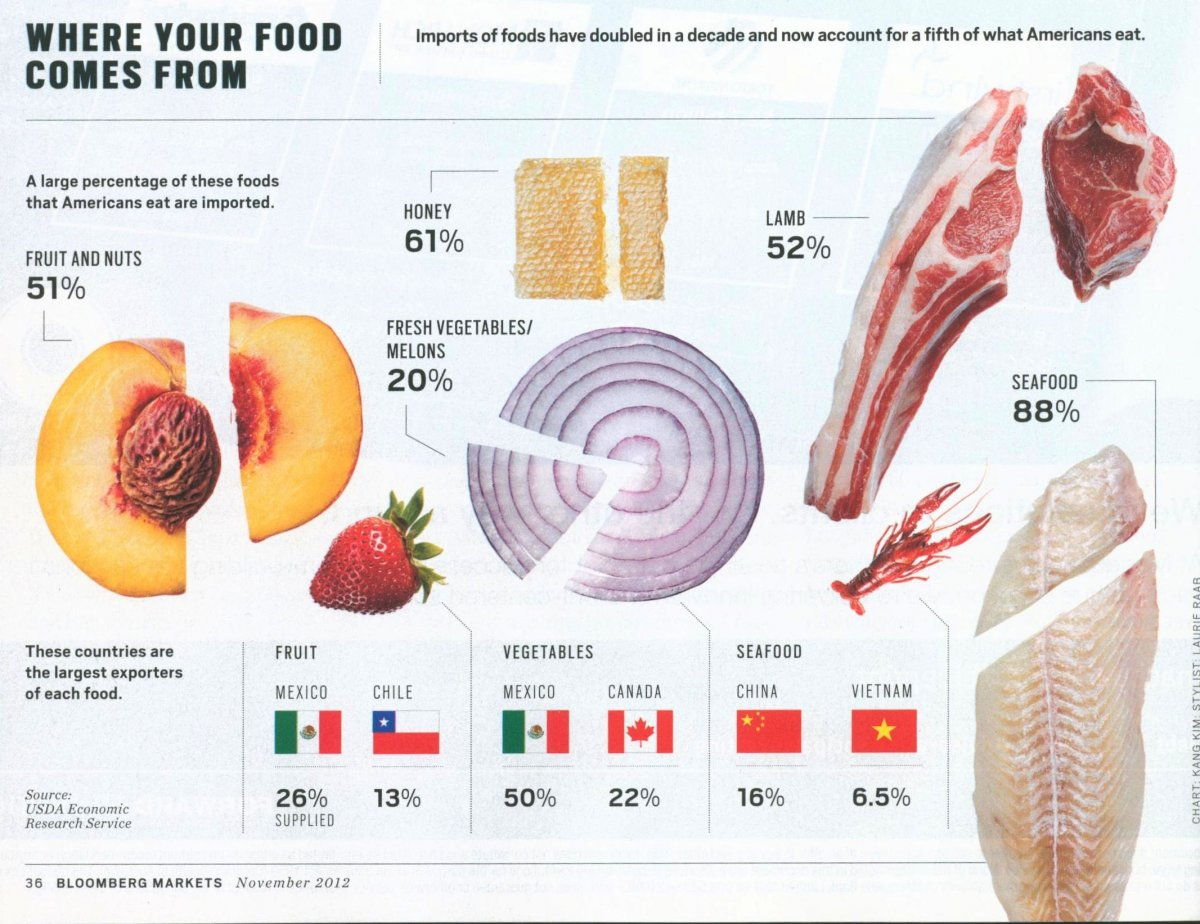 WHERE YOUR FOOD
COMES FROM
Imports of foods have doubled in a decade and now account for a fifth of what Americans eat.
A large percentage of these foods
that Americans eat are imported.
FRUIT AND NUTS
51%
HONEY
61%
LAMB
52%
FRESH VEGETABLES/
MELONS
20%
SEAFOOD
88%
These countries are
the largest exporters
of each food.
FRUIT
MEXICO CHILE
26% 13%
SUPPLIED
VEGETABLES
MEXICO CANADA
50% 22%
SEAFOOD
CHINA VIETNAM
16% 6.5%
Source:
USDA Economic
Research Service
CHART: KANG KIM; STYLIST: LAURIE RAAB
36 BLOOMBERG MARKETS November 2012